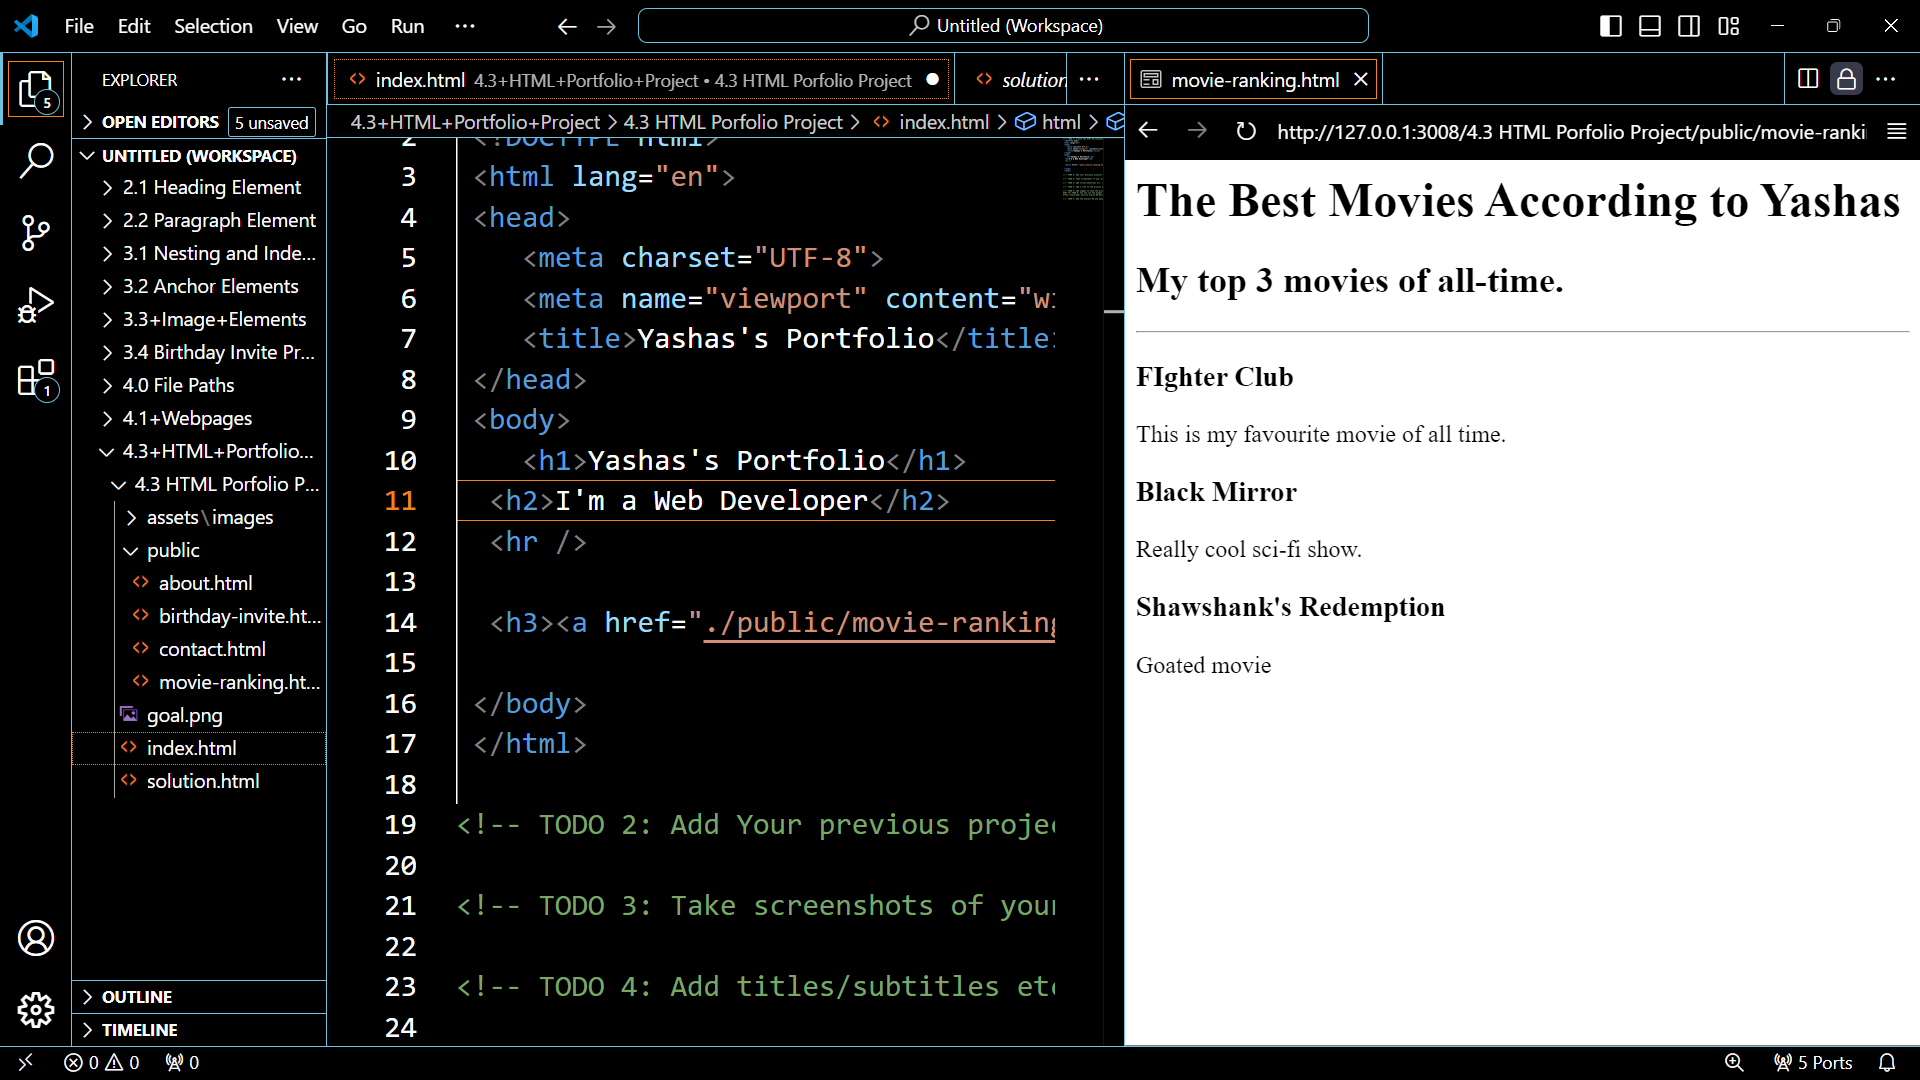 File Edit Selection View Go Run ···
Untitled (Workspace)
EXPLORER
OPEN EDITORS 5 unsaved
UNTITLED (WORKSPACE)
2.1 Heading Element
2.2 Paragraph Element
3.1 Nesting and Inde...
3.2 Anchor Elements
3.3+Image+Elements
3.4 Birthday Invite Pr...
4.0 File Paths
4.1+Webpages
4.3+HTML+Portfolio...
4.3 HTML Porfolio P...
assets\images
public
about.html
birthday-invite.ht...
contact.html
movie-ranking.ht...
goal.png
index.html
solution.html
OUTLINE
TIMELINE
5
1
index.html 4.3+HTML+Portfolio+Project • 4.3 HTML Porfolio Project
solution
4.3+HTML+Portfolio+Project > 4.3 HTML Porfolio Project > index.html > html >
2 <!DOCTYPE html>
3 <html lang="en">
4 <head>
5 <meta charset="UTF-8">
6 <meta name="viewport" content="wi
7 <title>Yashas's Portfolio</title>
8 </head>
9 <body>
10 <h1>Yashas's Portfolio</h1>
11 <h2>I'm a Web Developer</h2>
12 <hr />
13
14 <h3><a href="./public/movie-ranking
15
16 </body>
17 </html>
18
19 <!-- TODO 2: Add Your previous projec
20
21 <!-- TODO 3: Take screenshots of your
22
23 <!-- TODO 4: Add titles/subtitles etc
24
movie-ranking.html
http://127.0.0.1:3008/4.3 HTML Porfolio Project/public/movie-ranki
The Best Movies According to Yashas
My top 3 movies of all-time.
FIghter Club
This is my favourite movie of all time.
Black Mirror
Really cool sci-fi show.
Shawshank's Redemption
Goated movie
0 0 0
5 Ports